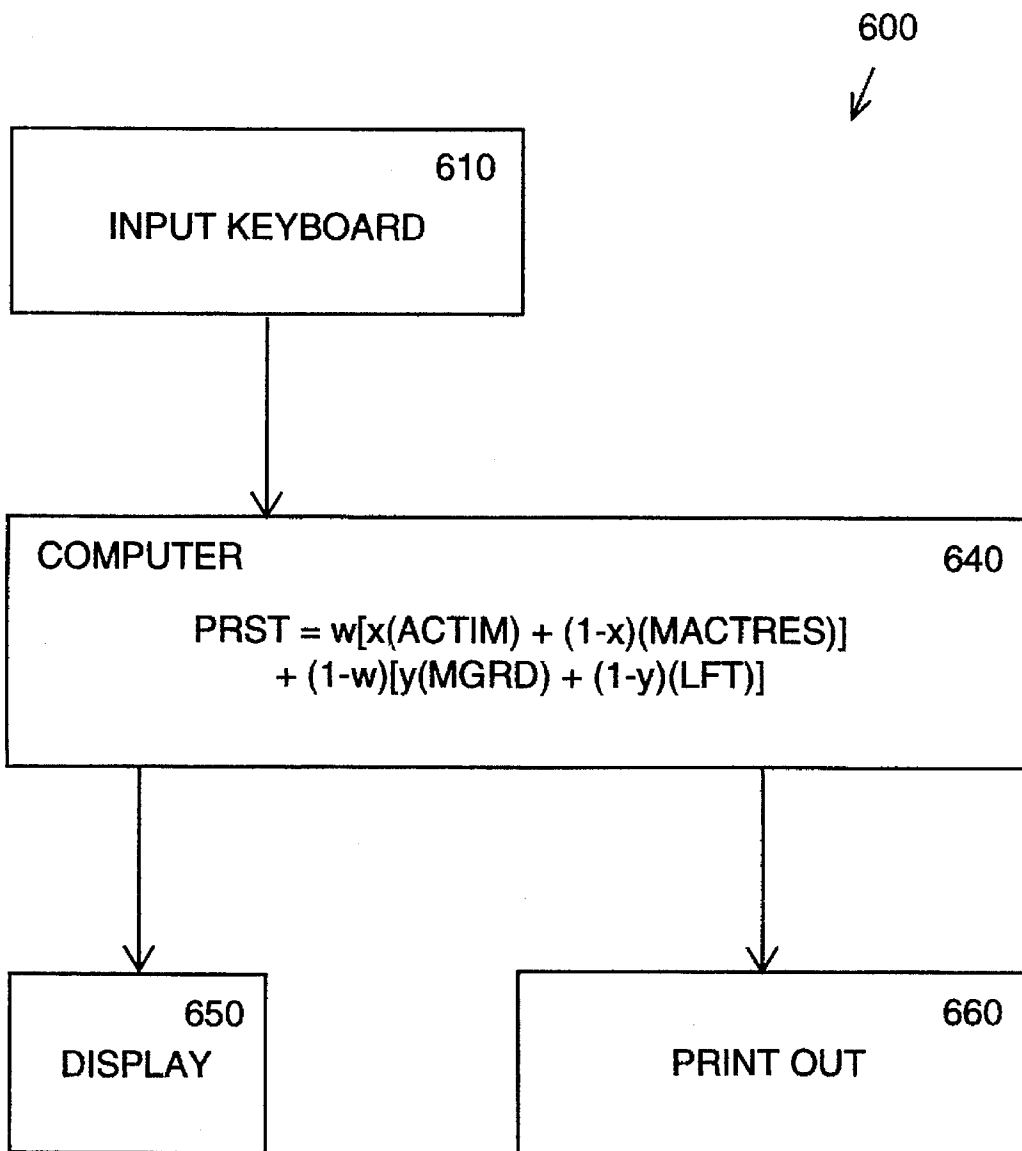 600
610
INPUT KEYBOARD
COMPUTER 640
PRST = w[x(ACTIM) + (1-x)(MACTRES)]
+ (1-w)[y(MGRD) + (1-y)(LFT)]
650
DISPLAY
660
PRINT OUT